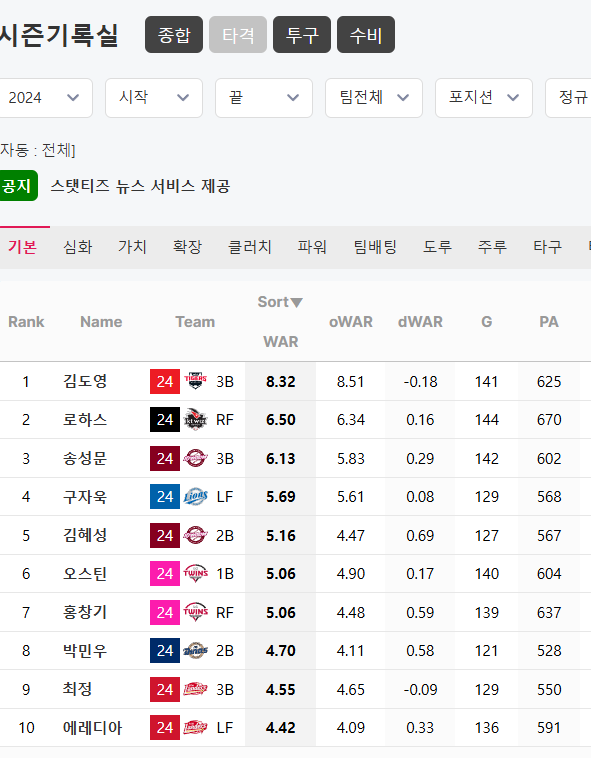 시즌기록실 종합 타격 투구 수비
2024 시작 끝 팀전체 포지션 정규
자동 : 전체]
공지 스탯티즈 뉴스 서비스 제공
기본 심화 가치 확장 클러치 파워 팀배팅 도루 주루 타구
Rank Name Team Sort▼ WAR oWAR dWAR G PA
1 김도영 24 TIGERS 3B 8.32 8.51 -0.18 141 625
2 로하스 24 kt wiz RF 6.50 6.34 0.16 144 670
3 송성문 24 3B 6.13 5.83 0.29 142 602
4 구자욱 24 Lions LF 5.69 5.61 0.08 129 568
5 김혜성 24 2B 5.16 4.47 0.69 127 567
6 오스틴 24 TWINS 1B 5.06 4.90 0.17 140 604
7 홍창기 24 TWINS RF 5.06 4.48 0.59 139 637
8 박민우 24 2B 4.70 4.11 0.58 121 528
9 최정 24 Landers 3B 4.55 4.65 -0.09 129 550
10 에레디아 24 Landers LF 4.42 4.09 0.33 136 591